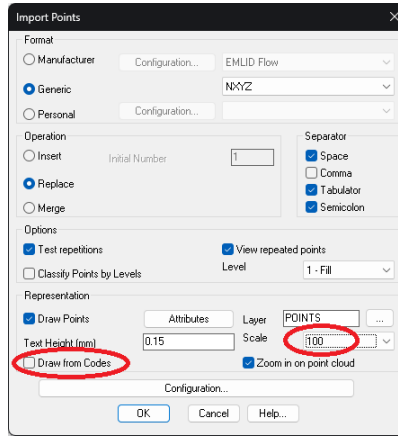 Import Points
Format
Manufacturer Configuration... EMLID Flow
Generic NXYZ
Personal Configuration...
Operation Separator
Insert Initial Number 1 Space
Comma
Replace Tabulator
Merge Semicolon
Options
Test repetitions View repeated points
Classify Points by Levels Level 1 - Fill
Representation
Draw Points Attributes Layer POINTS ...
Text Height (mm) 0.15 Scale 100
Draw from Codes Zoom in on point cloud
Configuration...
OK Cancel Help...